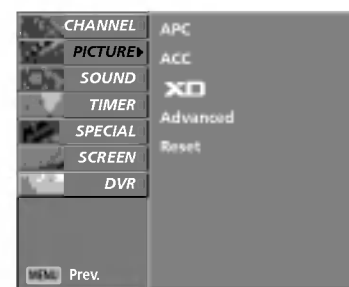 CHANNEL
PICTURE
SOUND
TIMER
SPECIAL
SCREEN
DVR
MENU Prev.
APC
ACC
XD
Advanced
Reset